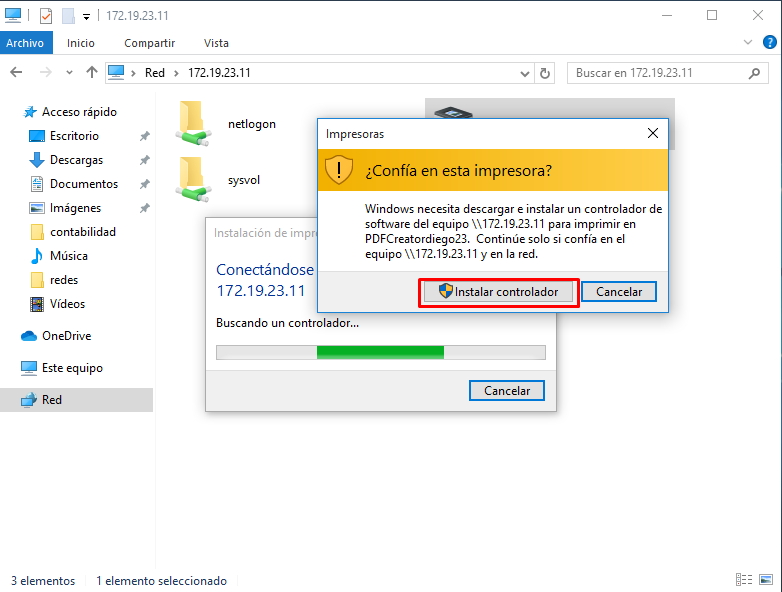 172.19.23.11
Archivo Inicio Compartir Vista
Red 172.19.23.11
Buscar en 172.19.23.11
Acceso rápido
Escritorio
Descargas
Documentos
Imágenes
contabilidad
Música
redes
Vídeos
OneDrive
Este equipo
Red
netlogon
sysvol
Instalación de impre
Conectándose
172.19.23.11
Buscando un controlador...
Cancelar
Impresoras
¿Confía en esta impresora?
Windows necesita descargar e instalar un controlador de
software del equipo \\172.19.23.11 para imprimir en
PDFCreatordiego23. Continúe solo si confía en el
equipo \\172.19.23.11 y en la red.
Instalar controlador
Cancelar
3 elementos 1 elemento seleccionado